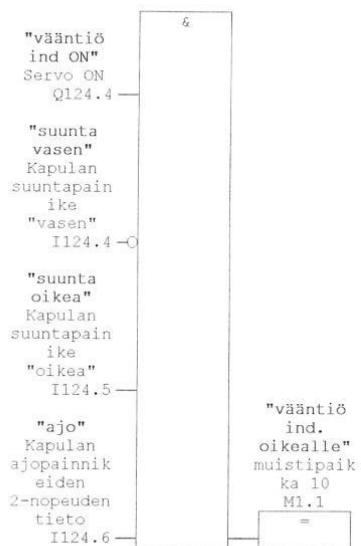 &
"vääntiö
ind ON"
Servo ON
Q124.4
"suunta
vasen"
Kapulan
suuntapain
ike
"vasen"
I124.4
"suunta
oikea"
Kapulan
suuntapain
ike
"oikea"
I124.5
"ajo"
Kapulan
ajopainnik
eiden
2-nopeuden
tieto
I124.6
"vääntiö
ind.
oikealle"
muistipaik
ka 10
M1.1
=